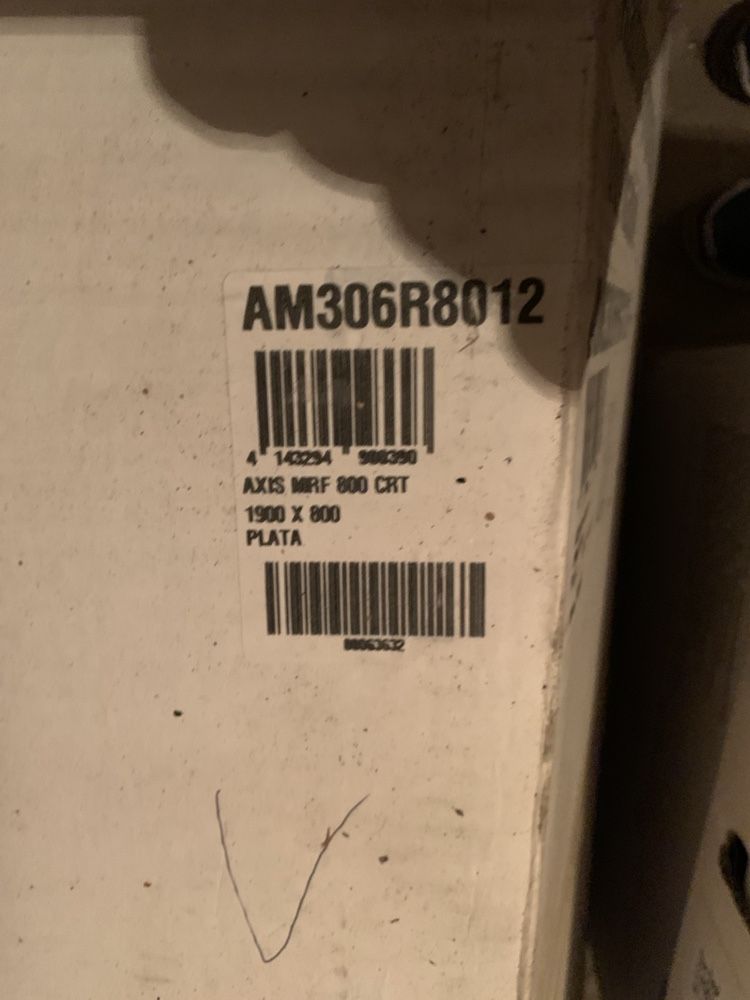 AM306R8012
4 143294 986390
AXIS MRF 800 CRT
1900 X 800
PLATA